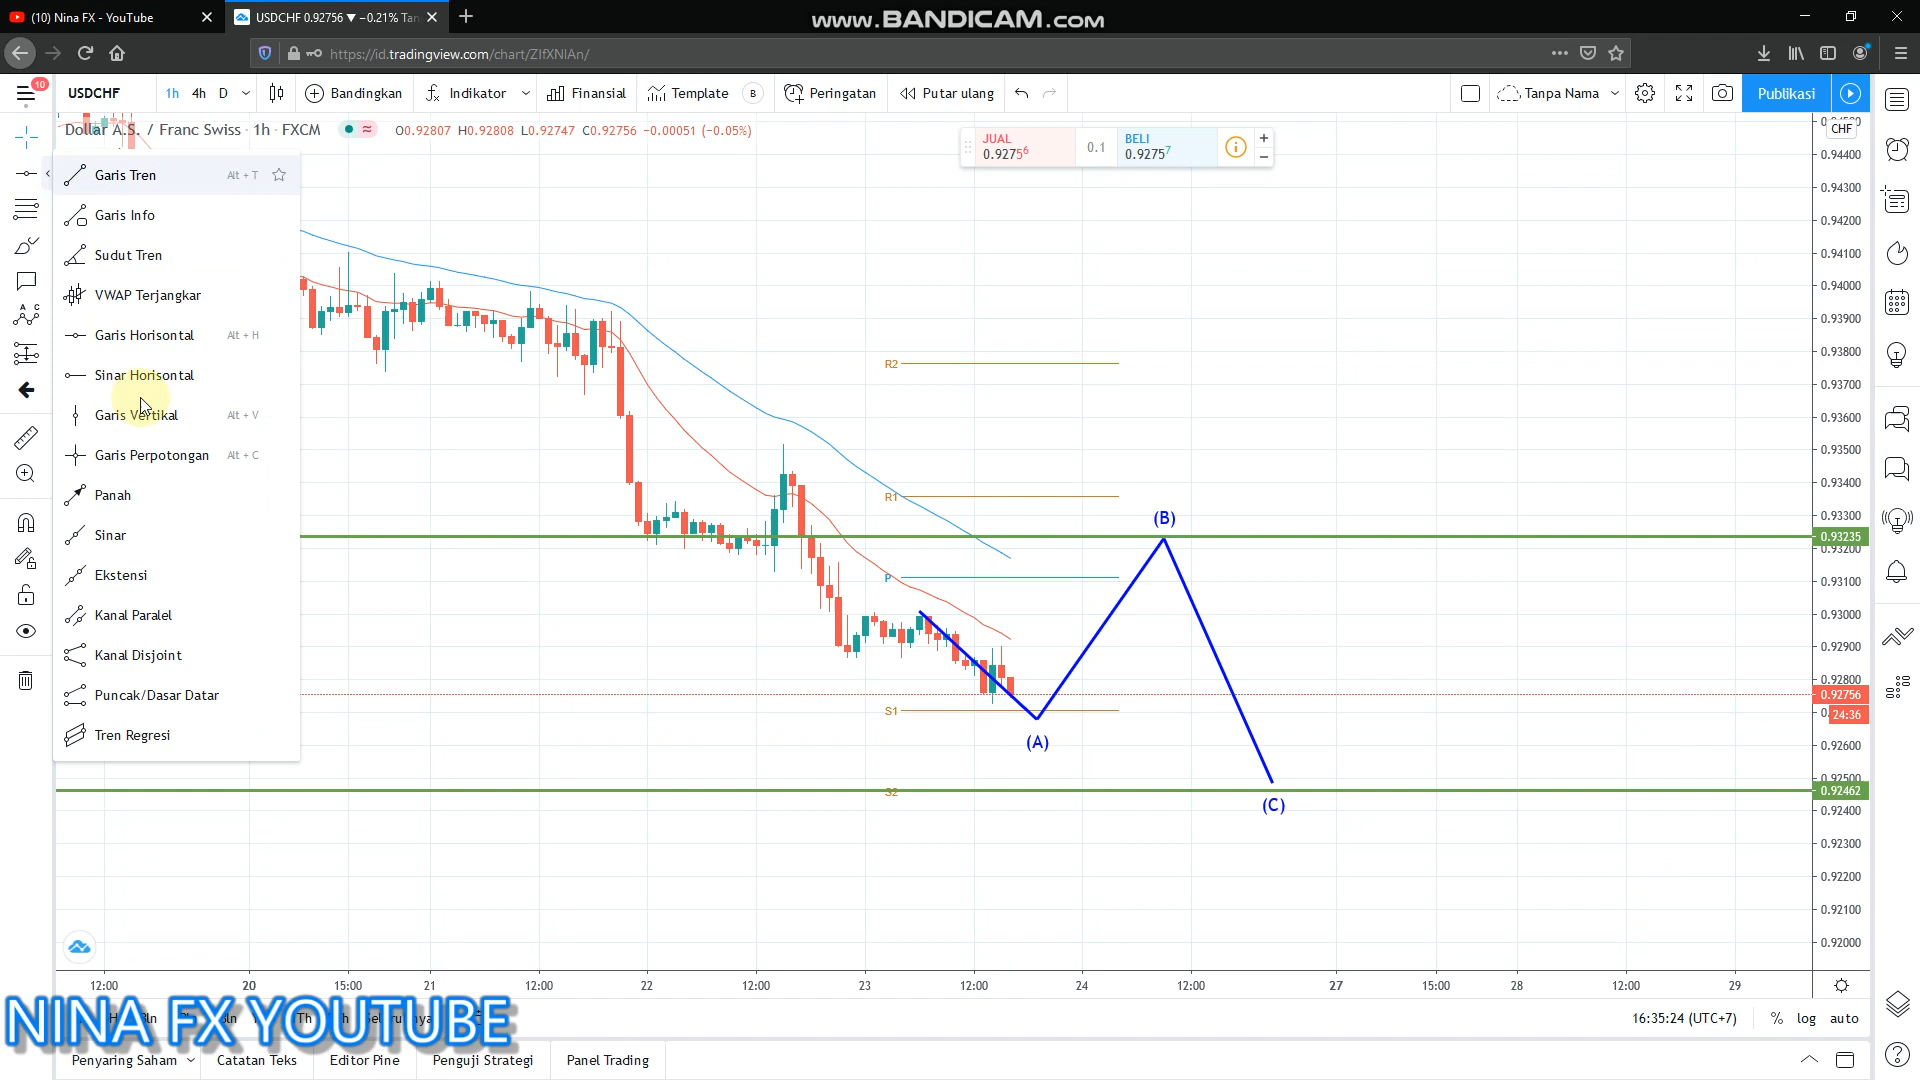 (10) Nina FX - YouTube
USDCHF 0.92756 ▼ −0.21% Tan
www.BANDICAM.com
https://id.tradingview.com/chart/ZIfXNIAn/
10
USDCHF
1h
4h
D
Bandingkan
Indikator
Finansial
Template
B
Peringatan
Putar ulang
Tanpa Nama
Publikasi
Dollar A.S. / Franc Swiss · 1h · FXCM
O0.92807 H0.92808 L0.92747 C0.92756 −0.00051 (−0.05%)
JUAL
0.92756
0.1
BELI
0.92757
CHF
Garis Tren Alt + T
Garis Info
Sudut Tren
VWAP Terjangkar
Garis Horisontal Alt + H
Sinar Horisontal
Garis Vertikal Alt + V
Garis Perpotongan Alt + C
Panah
Sinar
Ekstensi
Kanal Paralel
Kanal Disjoint
Puncak/Dasar Datar
Tren Regresi
R2
R1
P
S1
S2
(A)
(B)
(C)
0.94400
0.94300
0.94200
0.94100
0.94000
0.93900
0.93800
0.93700
0.93600
0.93500
0.93400
0.93300
0.93235
0.93200
0.93100
0.93000
0.92900
0.92800
0.92756
24:36
0.92600
0.92500
0.92462
0.92400
0.92300
0.92200
0.92100
0.92000
12:00 20 15:00 21 12:00 22 12:00 23 12:00 24 12:00 27 15:00 28 12:00 29
NINA FX YOUTUBE
16:35:24 (UTC+7)
% log auto
Penyaring Saham
Catatan Teks
Editor Pine
Penguji Strategi
Panel Trading